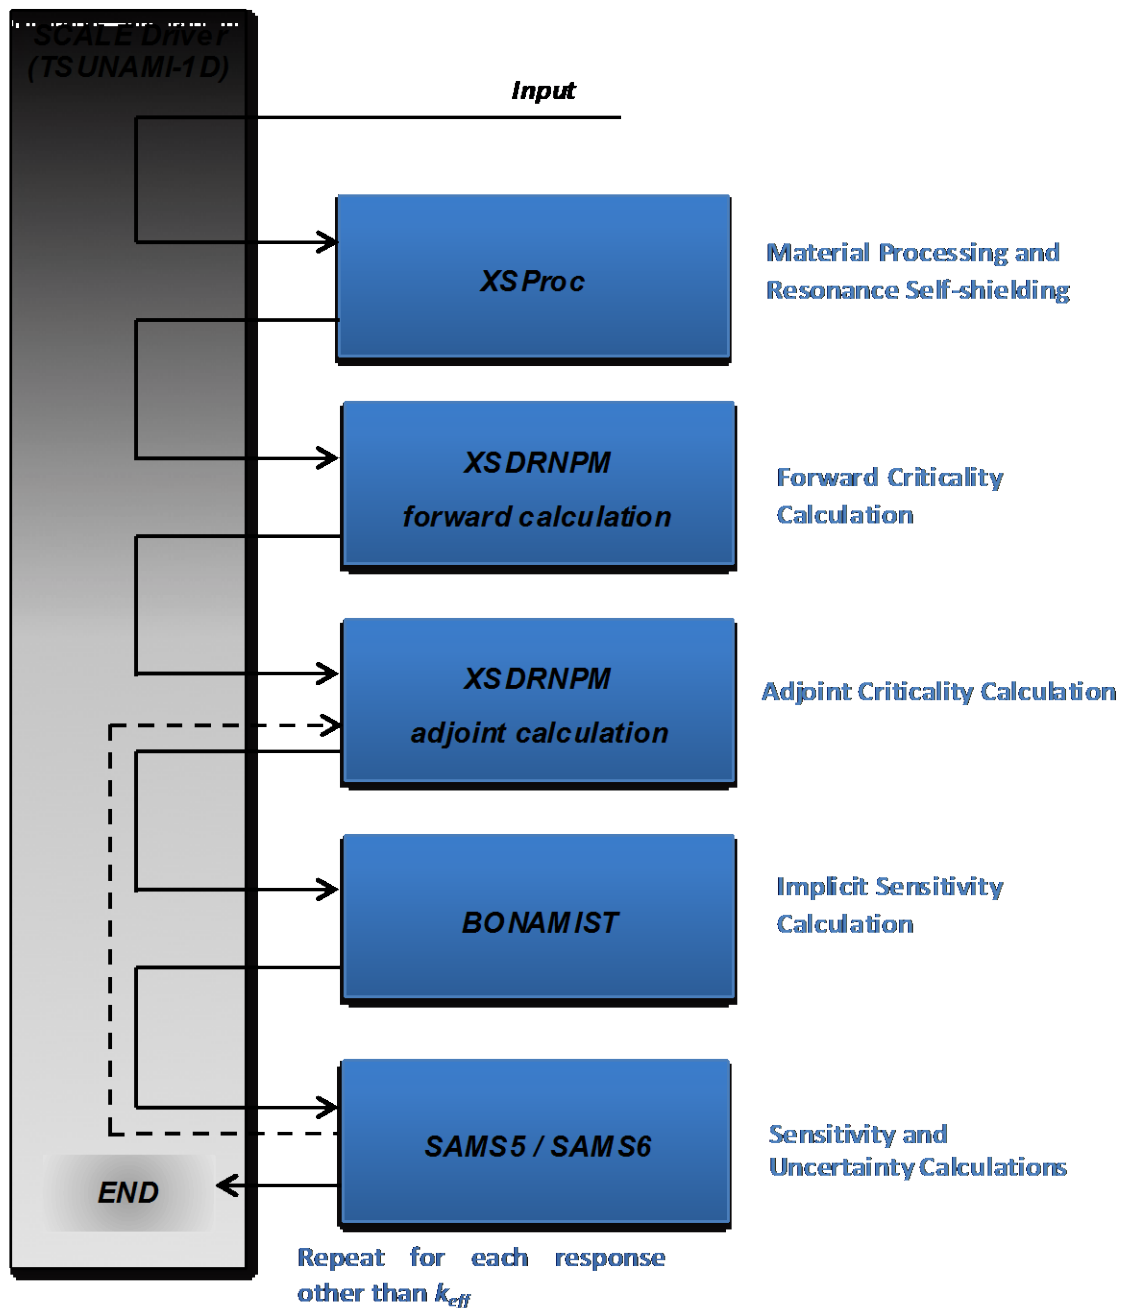 SCALE Driver
(TSUNAMI-1D)
Input
XSProc
Material Processing and
Resonance Self-shielding
XSDRNPM
forward calculation
Forward Criticality
Calculation
XSDRNPM
adjoint calculation
Adjoint Criticality Calculation
BONAMIST
Implicit Sensitivity
Calculation
SAMS5 / SAMS6
Sensitivity and
Uncertainty Calculations
END
Repeat for each response
other than keff